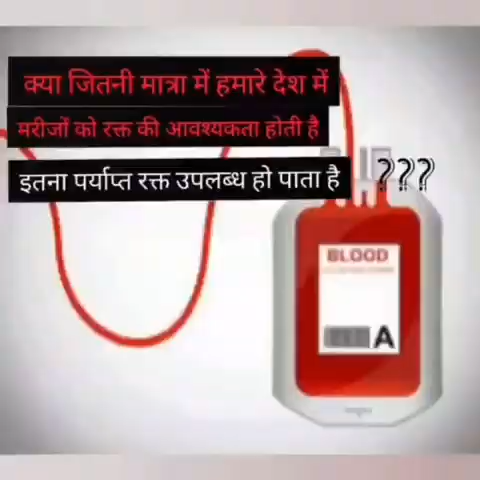 क्या जितनी मात्रा में हमारे देश में
मरीजों को रक्त की आवश्यकता होती है
इतना पर्याप्त रक्त उपलब्ध हो पाता है ???
BLOOD
A